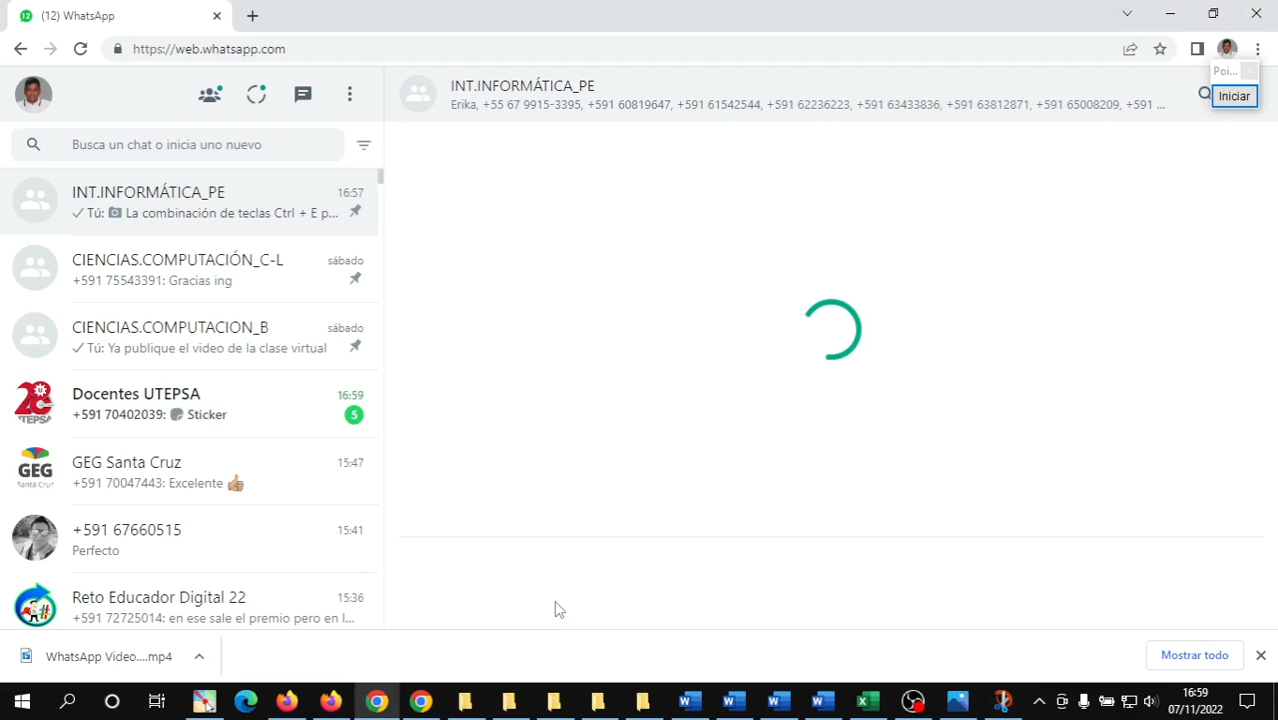 (12) WhatsApp
https://web.whatsapp.com
Poi...
Iniciar
INT.INFORMÁTICA_PE
Erika, +55 67 9915-3395, +591 60819647, +591 61542544, +591 62236223, +591 63433836, +591 63812871, +591 65008209, +591 ...
Busca un chat o inicia uno nuevo
INT.INFORMÁTICA_PE
16:57
Tú: La combinación de teclas Ctrl + E p...
CIENCIAS.COMPUTACIÓN_C-L
sábado
+591 75543391: Gracias ing
CIENCIAS.COMPUTACION_B
sábado
Tú: Ya publique el video de la clase virtual
Docentes UTEPSA
16:59
+591 70402039: Sticker
5
GEG Santa Cruz
15:47
+591 70047443: Excelente 👍🏼
GEG
Santa Cruz
+591 67660515
15:41
Perfecto
Reto Educador Digital 22
15:36
+591 72725014: en ese sale el premio pero en l...
WhatsApp Video....mp4
Mostrar todo
16:59
07/11/2022